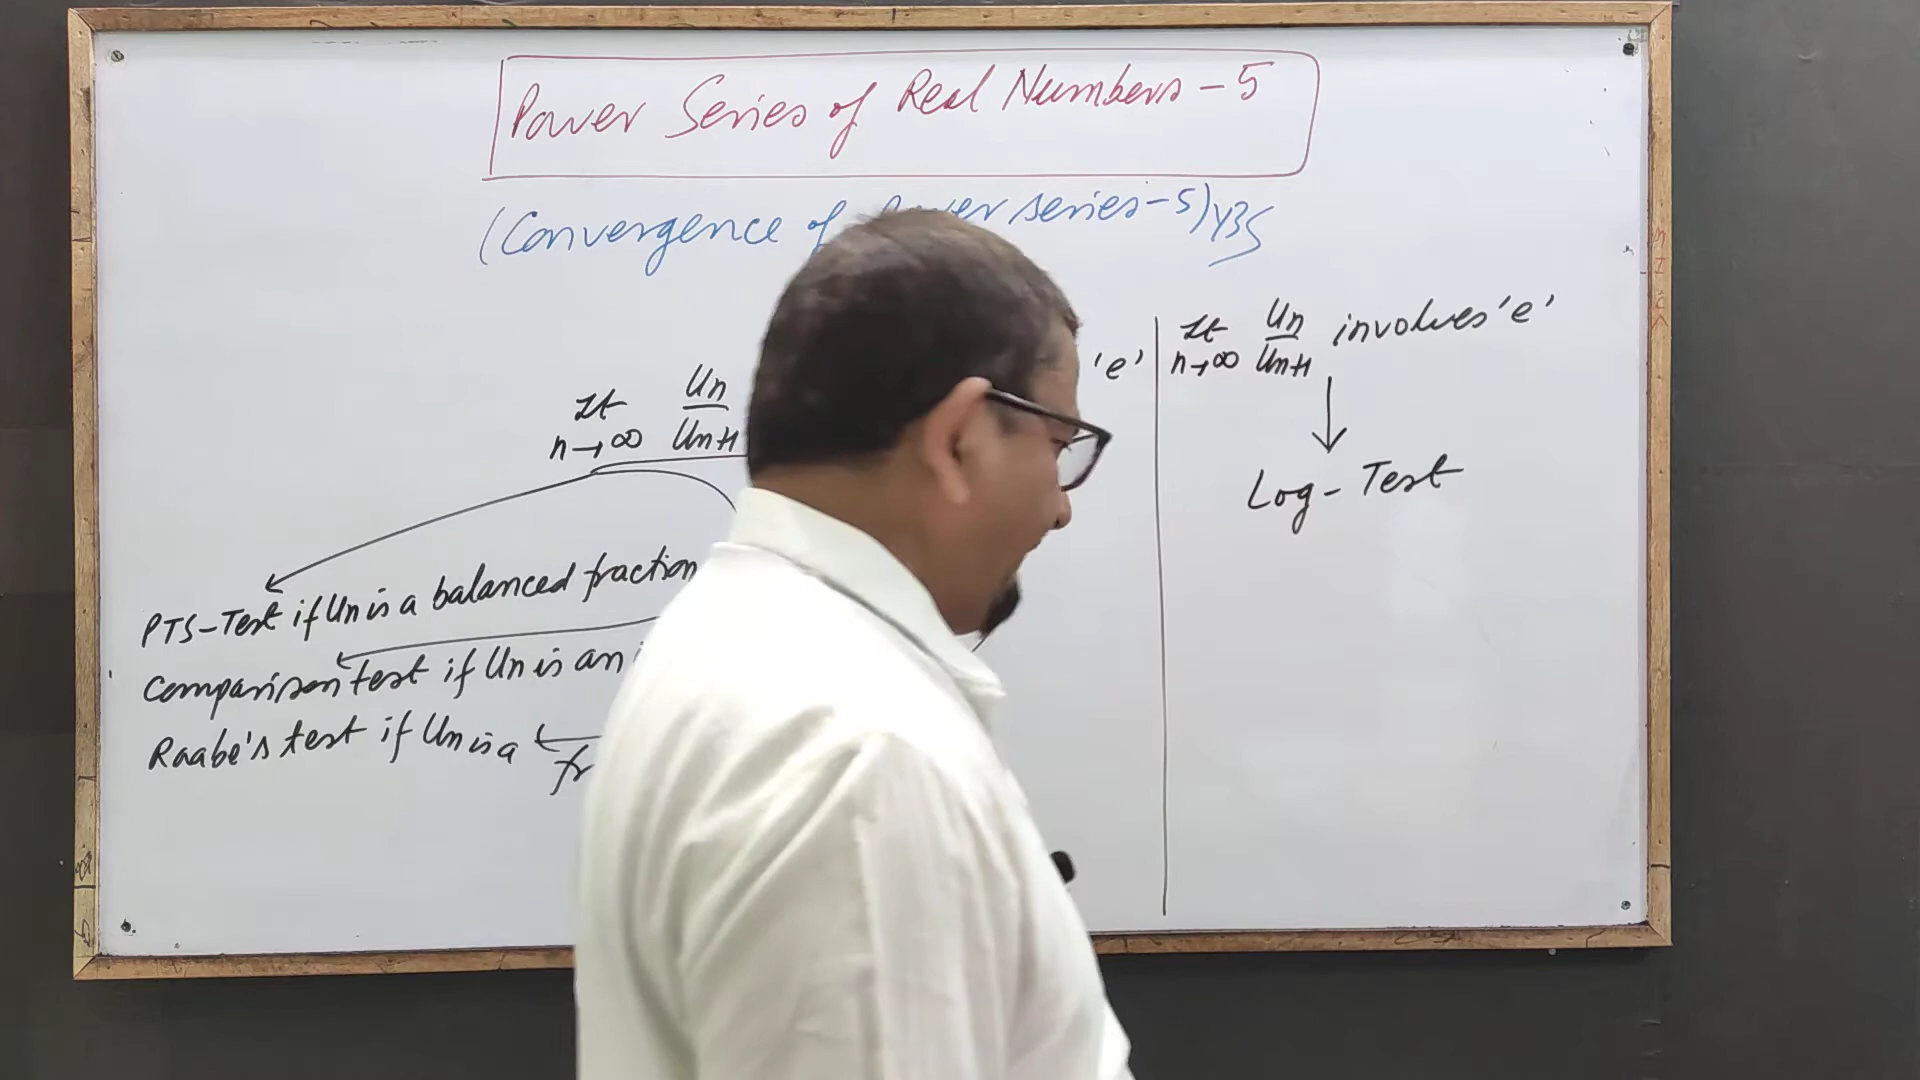 Power Series of Real Numbers-5
(Convergence of Power series-5) YBS
Lt n→∞ Un/Un+1 'e'
PTS-Test if Un is a balanced fraction
Comparison test if Un is an
Raabe's test if Un is a fr
Lt n→∞ Un/Un+1 involves 'e'
Log-Test